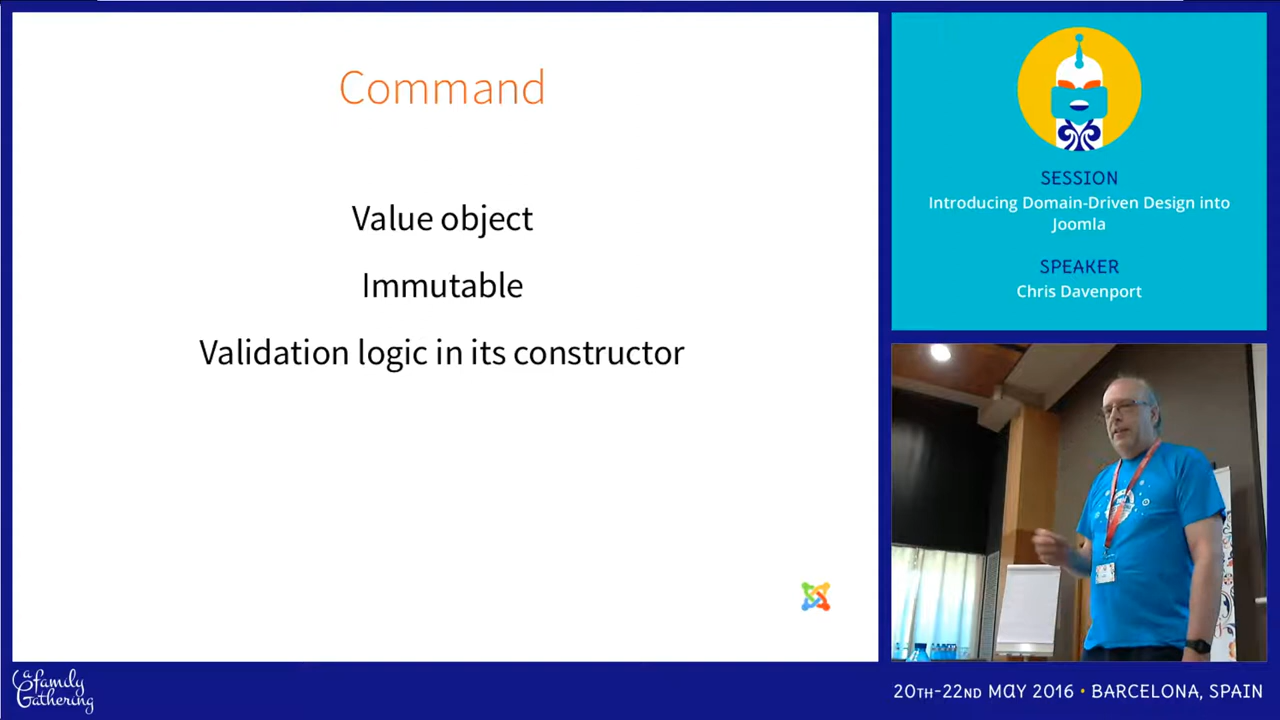 Command
Value object
Immutable
Validation logic in its constructor
SESSION
Introducing Domain-Driven Design into
Joomla
SPEAKER
Chris Davenport
a family
Gathering
20TH-22ND MAY 2016 • BARCELONA, SPAIN